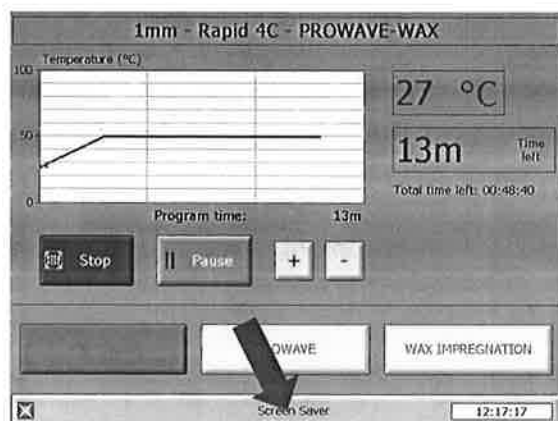 1mm - Rapid 4C - PROWAVE-WAX
Temperature (°C)
100
50
0
27 °C
13m Time left
Total time left: 00:48:40
Program time: 13m
Stop
Pause
+
-
WAX IMPREGNATION
Screen Saver
12:17:17